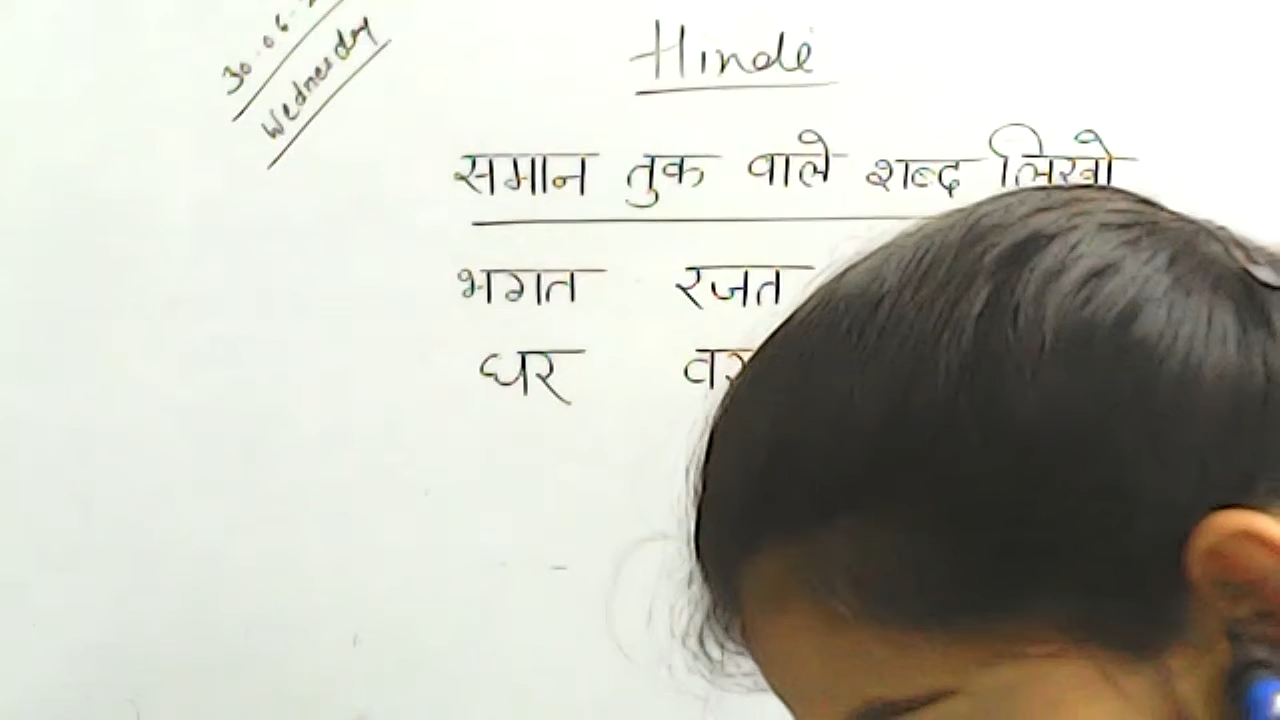 30.06.
Wednesday
Hindi
समान तुक वाले शब्द लिखो
भगत रजत
घर